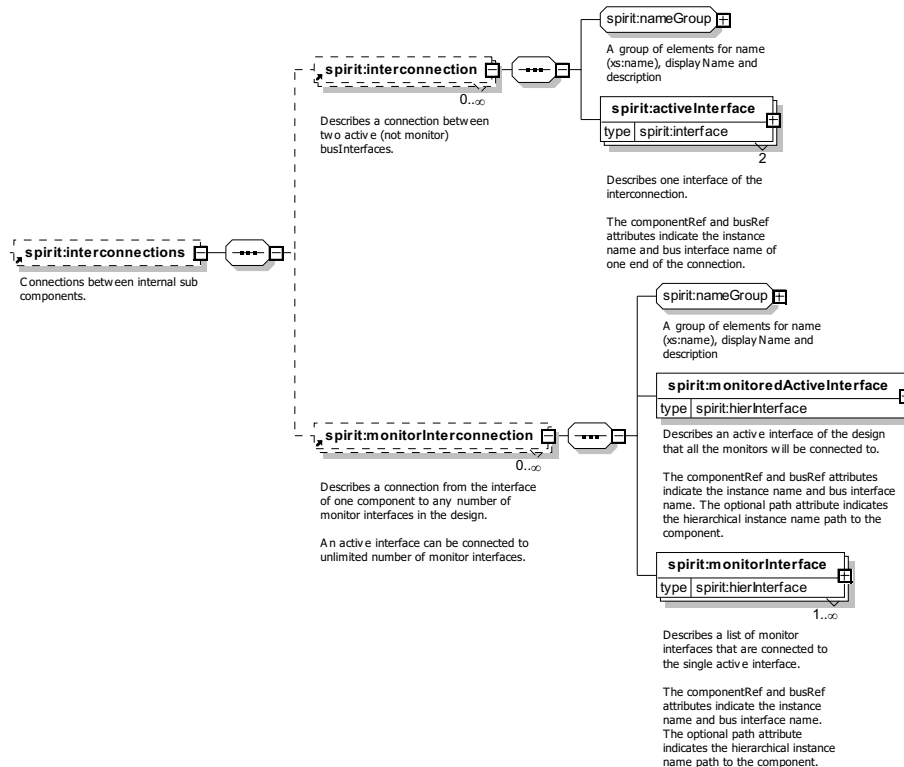 spirit:nameGroup
A group of elements for name
(xs:name), display Name and
description
spirit:interconnection
0..∞
Describes a connection between
two active (not monitor)
busInterfaces.
spirit:activeInterface
type spirit:interface
2
Describes one interface of the
interconnection.
The componentRef and busRef
attributes indicate the instance
name and bus interface name of
one end of the connection.
spirit:interconnections
Connections between internal sub
components.
spirit:nameGroup
A group of elements for name
(xs:name), display Name and
description
spirit:monitoredActiveInterface
type spirit:hierInterface
Describes an active interface of the design
that all the monitors will be connected to.
The componentRef and busRef attributes
indicate the instance name and bus interface
name. The optional path attribute indicates
the hierarchical instance name path to the
component.
spirit:monitorInterconnection
0..∞
Describes a connection from the interface
of one component to any number of
monitor interfaces in the design.
An active interface can be connected to
unlimited number of monitor interfaces.
spirit:monitorInterface
type spirit:hierInterface
1..∞
Describes a list of monitor
interfaces that are connected to
the single active interface.
The componentRef and busRef
attributes indicate the instance
name and bus interface name.
The optional path attribute
indicates the hierarchical instance
name path to the component.